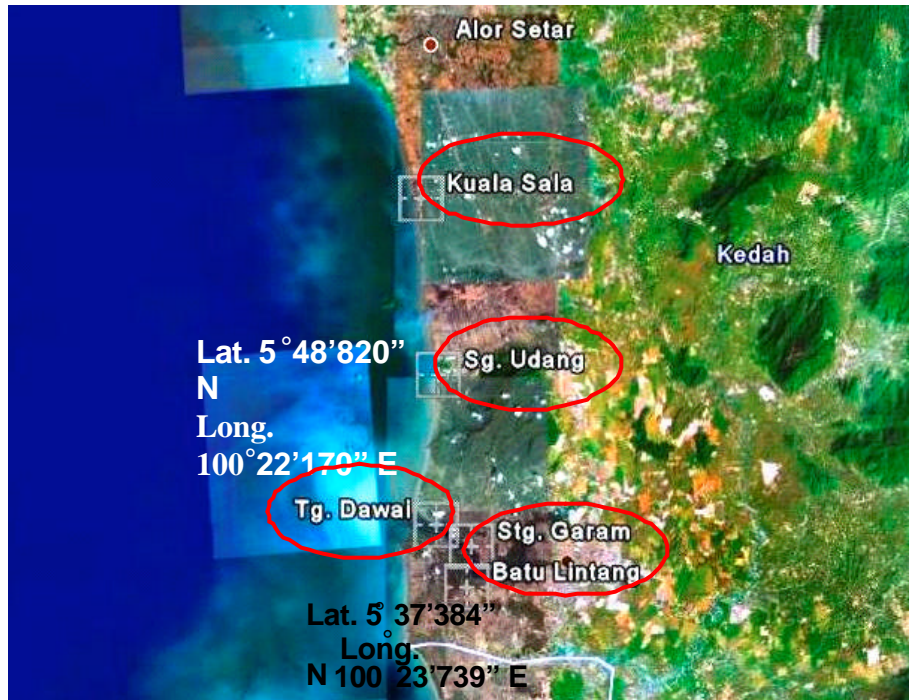 Alor Setar
Kuala Sala
Kedah
Lat. 5°48’820”
N
Long.
100°22’170” E
Sg. Udang
Tg. Dawai
Stg. Garam
Batu Lintang
Lat. 5° 37’384”
Long.
N 100° 23’739” E